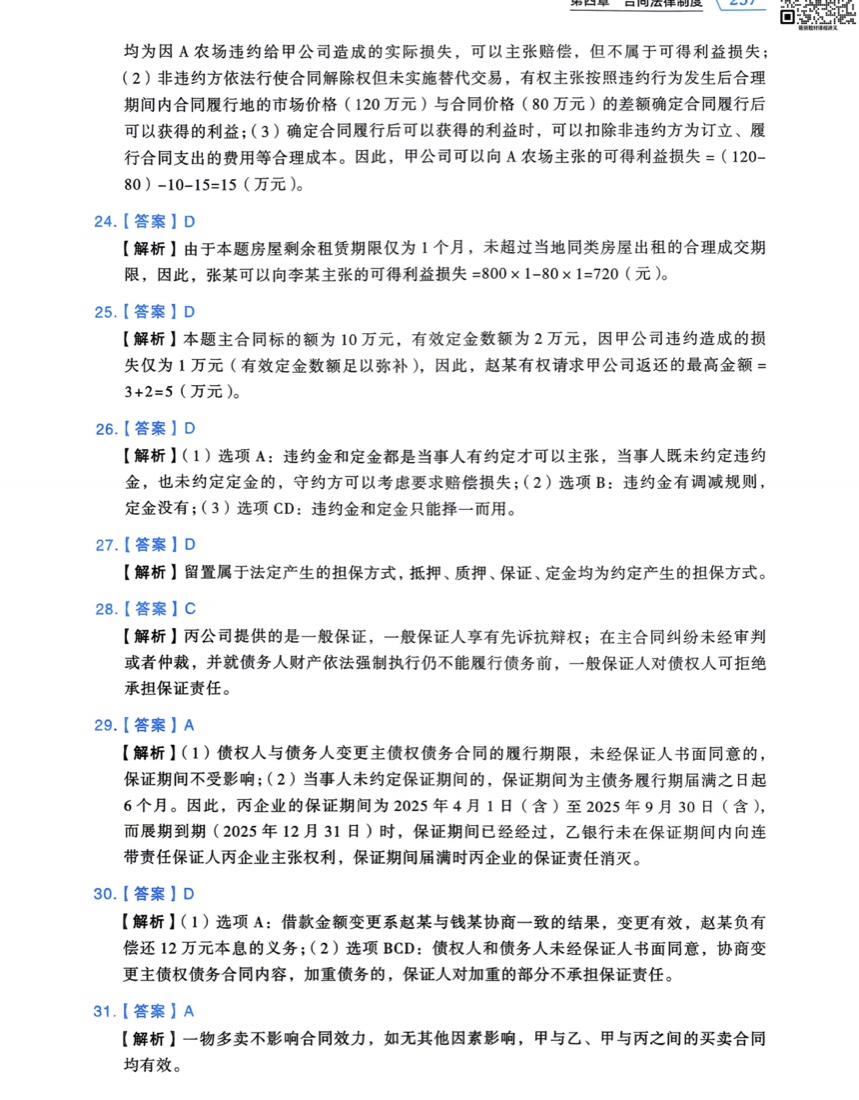 第四章 合同法律制度 237
均为因 A 农场违约给甲公司造成的实际损失，可以主张赔偿，但不属于可得利益损失；
（2）非违约方依法行使合同解除权但未实施替代交易，有权主张按照违约行为发生后合理
期间内合同履行地的市场价格（120 万元）与合同价格（80 万元）的差额确定合同履行后
可以获得的利益；（3）确定合同履行后可以获得的利益时，可以扣除非违约方为订立、履
行合同支出的费用等合理成本。因此，甲公司可以向 A 农场主张的可得利益损失 =（120-
80）-10-15=15（万元）。
24.【答案】D
【解析】由于本题房屋剩余租赁期限仅为 1 个月，未超过当地同类房屋出租的合理成交期
限，因此，张某可以向李某主张的可得利益损失 =800 × 1-80 × 1=720（元）。
25.【答案】D
【解析】本题主合同标的额为 10 万元，有效定金数额为 2 万元，因甲公司违约造成的损
失仅为 1 万元（有效定金数额足以弥补），因此，赵某有权请求甲公司返还的最高金额 =
3+2=5（万元）。
26.【答案】D
【解析】（1）选项 A：违约金和定金都是当事人有约定才可以主张，当事人既未约定违约
金，也未约定定金的，守约方可以考虑要求赔偿损失；（2）选项 B：违约金有调减规则，
定金没有；（3）选项 CD：违约金和定金只能择一而用。
27.【答案】D
【解析】留置属于法定产生的担保方式，抵押、质押、保证、定金均为约定产生的担保方式。
28.【答案】C
【解析】丙公司提供的是一般保证，一般保证人享有先诉抗辩权；在主合同纠纷未经审判
或者仲裁，并就债务人财产依法强制执行仍不能履行债务前，一般保证人对债权人可拒绝
承担保证责任。
29.【答案】A
【解析】（1）债权人与债务人变更主债权债务合同的履行期限，未经保证人书面同意的，
保证期间不受影响；（2）当事人未约定保证期间的，保证期间为主债务履行期届满之日起
6 个月。因此，丙企业的保证期间为 2025 年 4 月 1 日（含）至 2025 年 9 月 30 日（含），
而展期到期（2025 年 12 月 31 日）时，保证期间已经经过，乙银行未在保证期间内向连
带责任保证人丙企业主张权利，保证期间届满时丙企业的保证责任消灭。
30.【答案】D
【解析】（1）选项 A：借款金额变更系赵某与钱某协商一致的结果，变更有效，赵某负有
偿还 12 万元本息的义务；（2）选项 BCD：债权人和债务人未经保证人书面同意，协商变
更主债权债务合同内容，加重债务的，保证人对加重的部分不承担保证责任。
31.【答案】A
【解析】一物多卖不影响合同效力，如无其他因素影响，甲与乙、甲与丙之间的买卖合同
均有效。